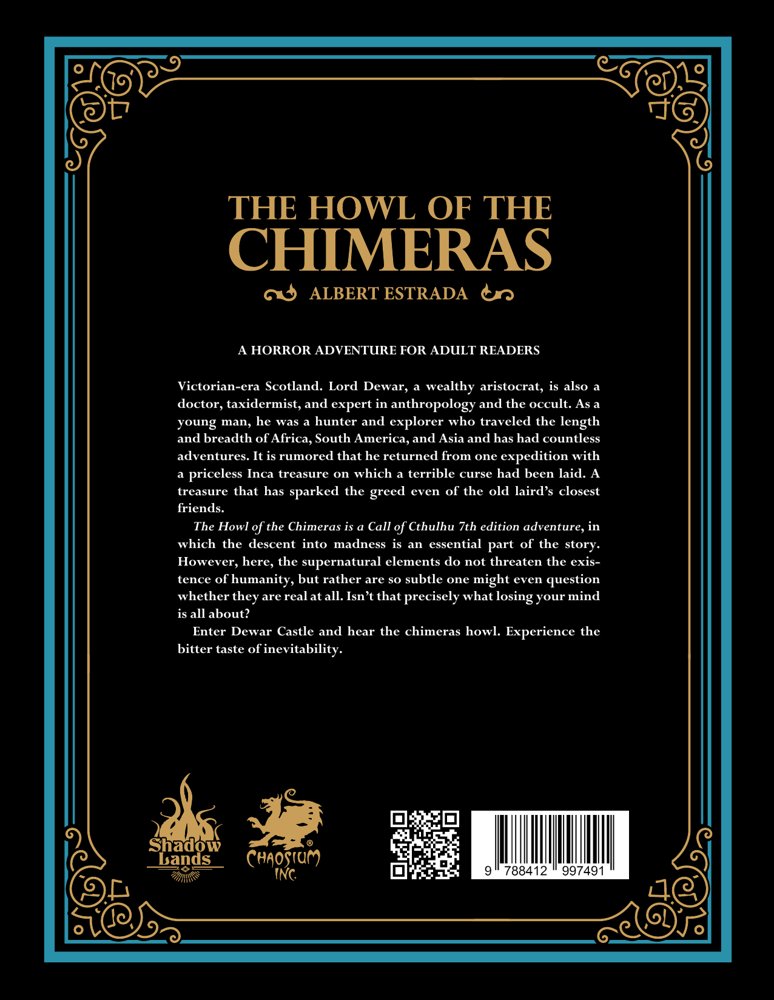 THE HOWL OF THE
CHIMERAS
ALBERT ESTRADA
A HORROR ADVENTURE FOR ADULT READERS
Victorian-era Scotland. Lord Dewar, a wealthy aristocrat, is also a
doctor, taxidermist, and expert in anthropology and the occult. As a
young man, he was a hunter and explorer who traveled the length
and breadth of Africa, South America, and Asia and has had countless
adventures. It is rumored that he returned from one expedition with
a priceless Inca treasure on which a terrible curse had been laid. A
treasure that has sparked the greed even of the old laird's closest
friends.
The Howl of the Chimeras is a Call of Cthulhu 7th edition adventure, in
which the descent into madness is an essential part of the story.
However, here, the supernatural elements do not threaten the exis-
tence of humanity, but rather are so subtle one might even question
whether they are real at all. Isn't that precisely what losing your mind
is all about?
Enter Dewar Castle and hear the chimeras howl. Experience the
bitter taste of inevitability.
Shadow
Lands
CHAOSIUM
INC.
®
9 788412 997491